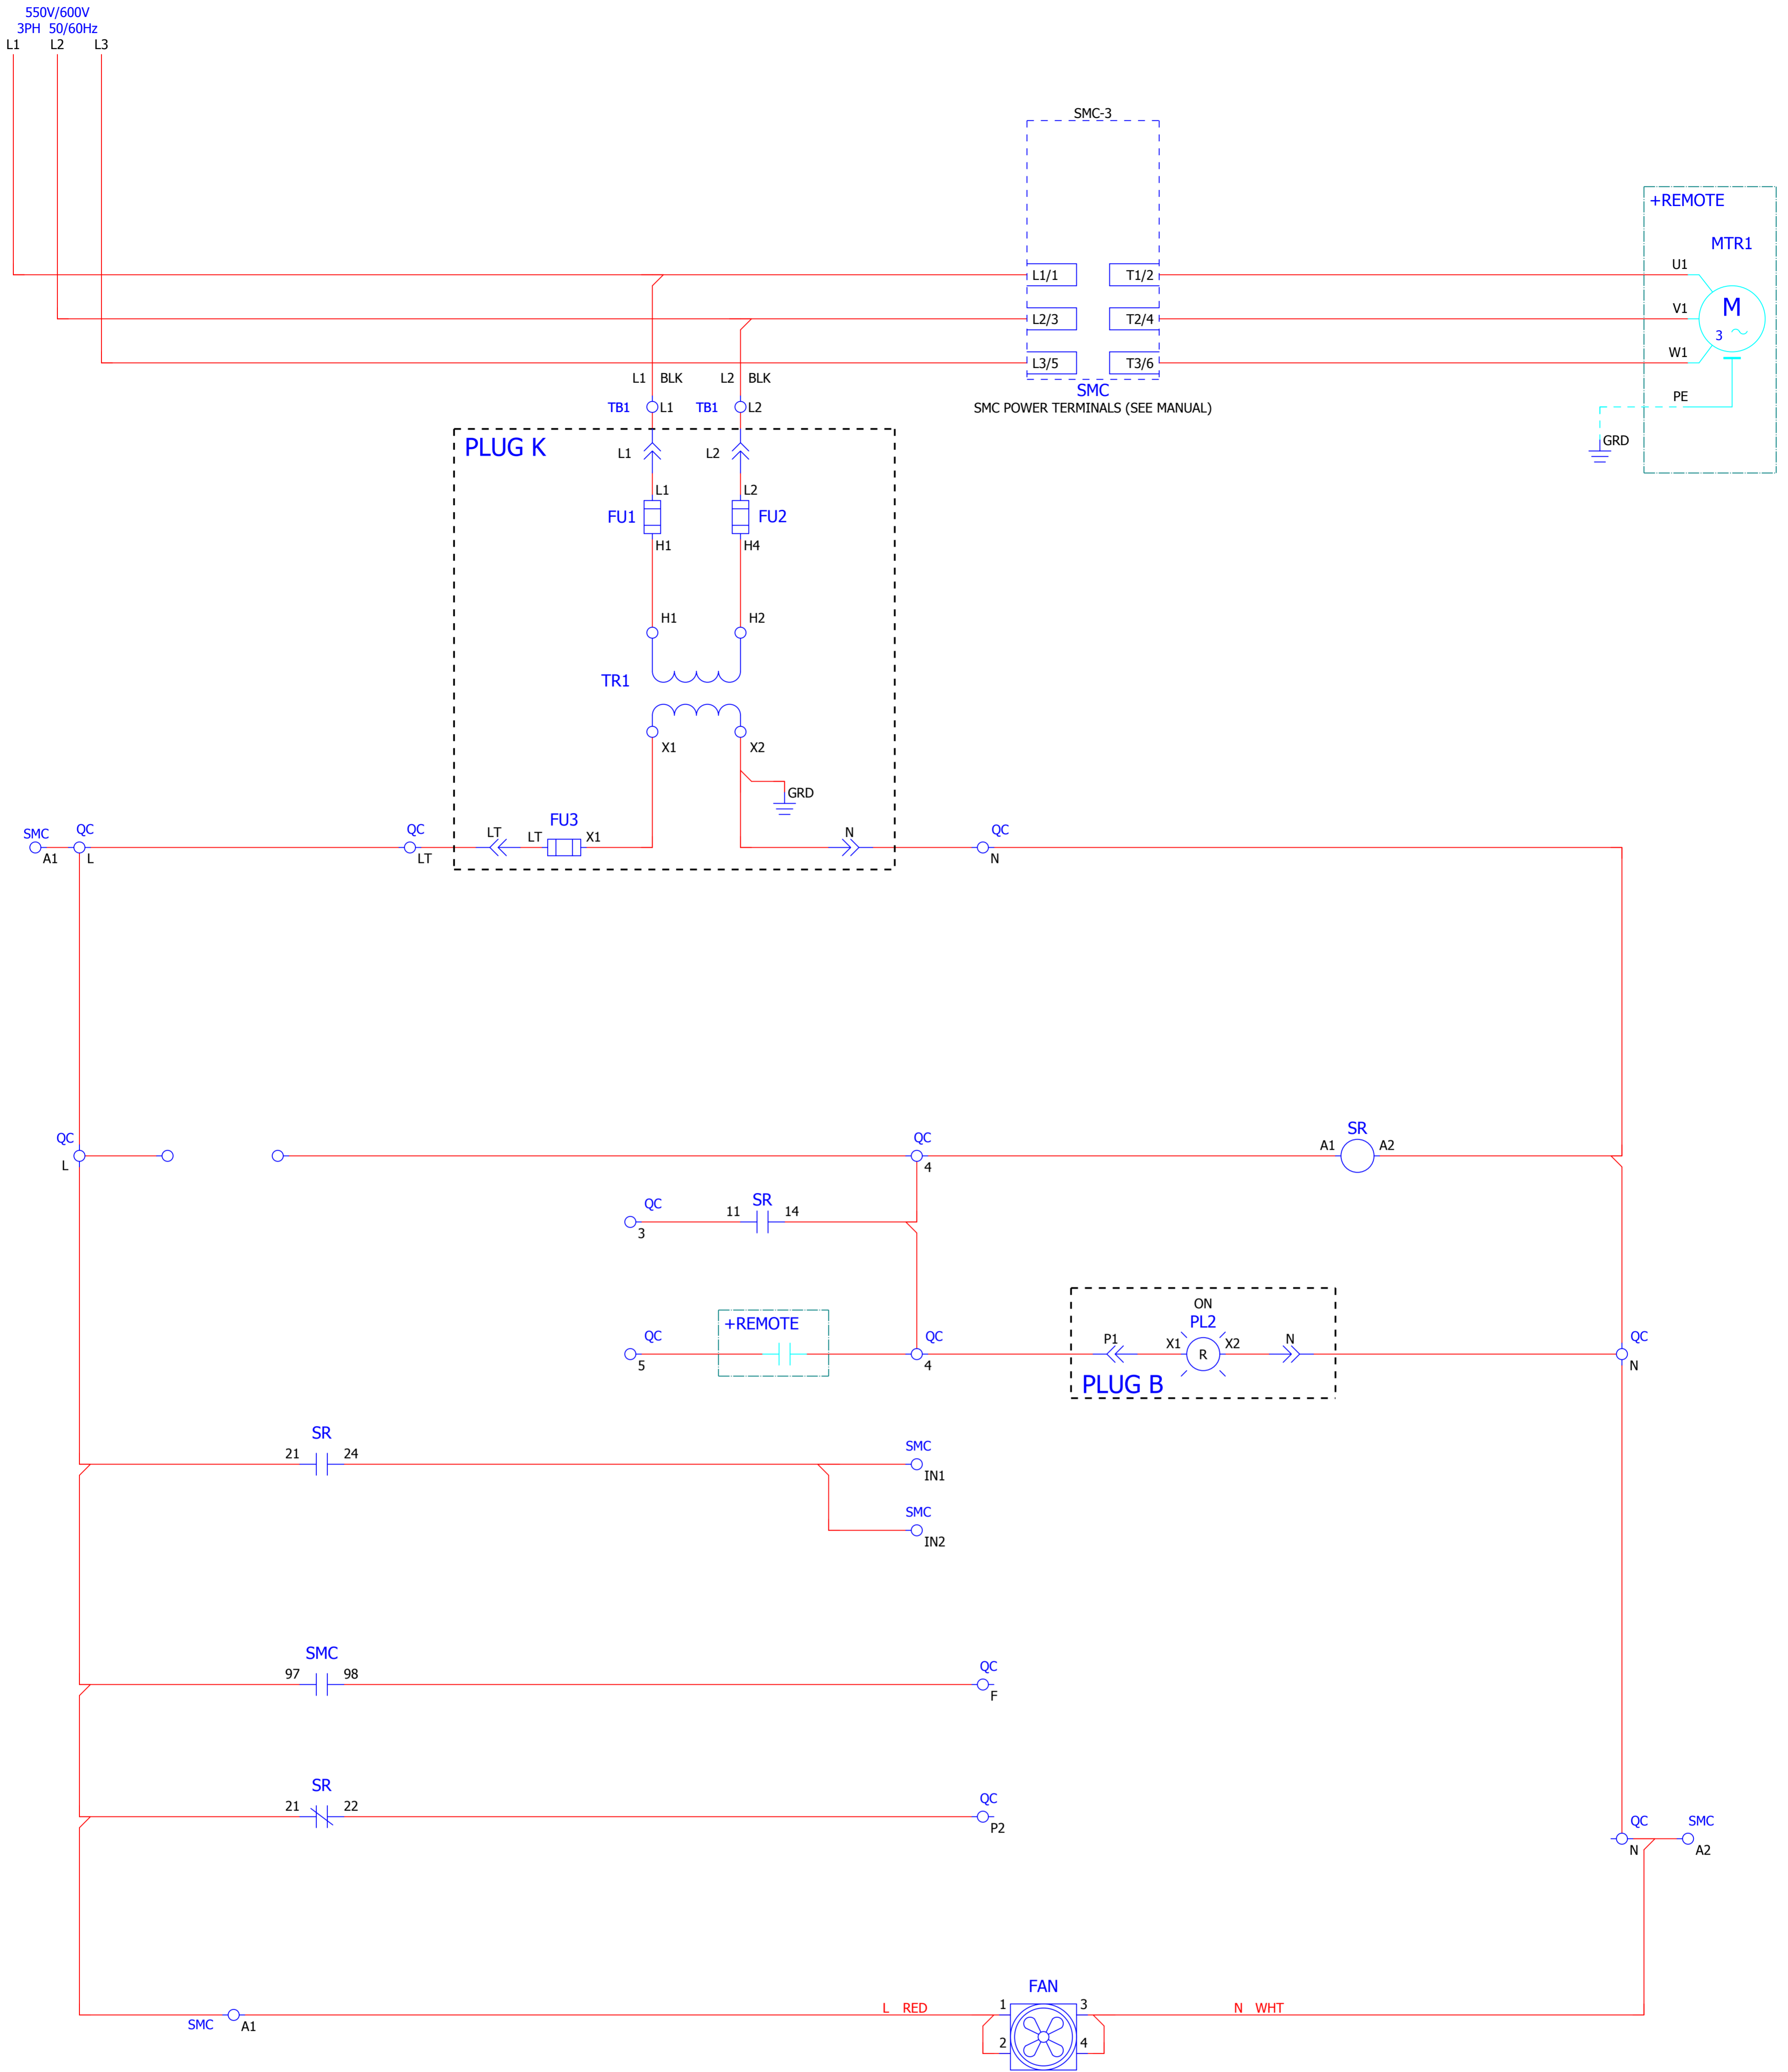 550V/600V
3PH 50/60Hz
L1 L2 L3
SMC-3
+REMOTE
MTR1
L1/1 T1/2 U1
L2/3 T2/4 V1
M
3
L3/5 T3/6 W1
L1 BLK L2 BLK
SMC
TB1 L1 TB1 L2
SMC POWER TERMINALS (SEE MANUAL)
PE
GRD
PLUG K
L1 L2
L1 L2
FU1 FU2
H1 H4
H1 H2
TR1
X1 X2
GRD
FU3
SMC QC QC LT LT X1 N QC
A1 L LT N
QC QC SR
A1 A2
L 4
QC 11 SR 14
3
ON
+REMOTE PL2
QC QC P1 X1 X2 N QC
R
5 4 N
PLUG B
SR
21 24 SMC
IN1
SMC
IN2
SMC
97 98 QC
F
SR
21 22 QC
P2
QC SMC
N A2
FAN
L RED 1 3 N WHT
SMC A1
2 4